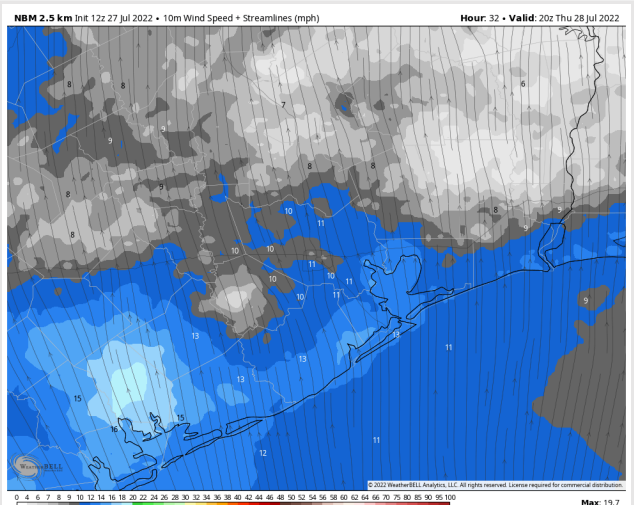 NBM 2.5 km Init 12z 27 Jul 2022 • 10m Wind Speed + Streamlines (mph)
Hour: 32 • Valid: 20z Thu 28 Jul 2022
8 8 6
7
9 9
8 8
9
8 8
10 9
11 9
8
10 10
11
10 10 11
9
10 11
13 13
11
13
13
15
15
16
11
12
WeatherBELL
© 2022 WeatherBELL Analytics, LLC. All rights reserved. License required for commercial distribution.
0 4 6 7 8 9 10 12 14 16 18 20 22 24 26 28 30 32 34 36 38 40 42 44 46 48 50 52 54 56 58 60 62 64 66 70 75 80 85 90 95 100
Max: 19.7